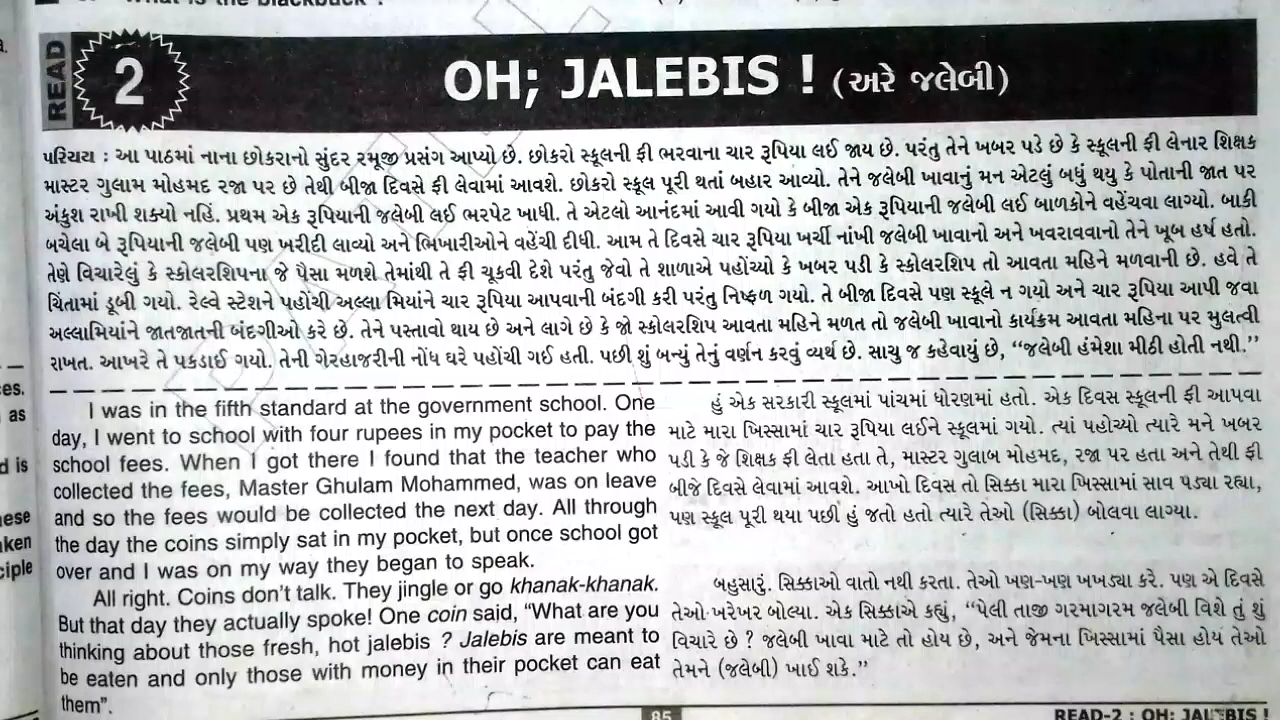 READ
2
OH; JALEBIS ! (અરે જલેબી)
પરિચય : આ પાઠમાં નાના છોકરાનો સુંદર રમૂજી પ્રસંગ આપ્યો છે. છોકરો સ્કૂલની ફી ભરવાના ચાર રૂપિયા લઈ જાય છે. પરંતુ તેને ખબર પડે છે કે સ્કૂલની ફી લેનાર શિક્ષક
માસ્ટર ગુલામ મોહમદ રજા પર છે તેથી બીજા દિવસે ફી લેવામાં આવશે. છોકરો સ્કૂલ પૂરી થતાં બહાર આવ્યો. તેને જલેબી ખાવાનું મન એટલું બધું થયુ કે પોતાની જાત પર
અંકુશ રાખી શક્યો નહિં. પ્રથમ એક રૂપિયાની જલેબી લઈ ભરપેટ ખાધી. તે એટલો આનંદમાં આવી ગયો કે બીજા એક રૂપિયાની જલેબી લઈ બાળકોને વહેંચવા લાગ્યો. બાકી
બચેલા બે રૂપિયાની જલેબી પણ ખરીદી લાવ્યો અને ભિખારીઓને વહેંચી દીધી. આમ તે દિવસે ચાર રૂપિયા ખર્ચી નાંખી જલેબી ખાવાનો અને ખવરાવવાનો તેને ખૂબ હર્ષ હતો.
તેણે વિચારેલું કે સ્કોલરશિપના જે પૈસા મળશે તેમાંથી તે ફી ચૂકવી દેશે પરંતુ જેવો તે શાળાએ પહોંચ્યો કે ખબર પડી કે સ્કોલરશિપ તો આવતા મહિને મળવાની છે. હવે તે
ચિંતામાં ડૂબી ગયો. રેલ્વે સ્ટેશને પહોંચી અલ્લા મિયાંને ચાર રૂપિયા આપવાની બંદગી કરી પરંતુ નિષ્ફળ ગયો. તે બીજા દિવસે પણ સ્કૂલે ન ગયો અને ચાર રૂપિયા આપી જવા
અલ્લામિયાંને જાતજાતની બંદગીઓ કરે છે. તેને પસ્તાવો થાય છે અને લાગે છે કે જો સ્કોલરશિપ આવતા મહિને મળત તો જલેબી ખાવાનો કાર્યક્રમ આવતા મહિના પર મુલત્વી
રાખત. આખરે તે પકડાઈ ગયો. તેની ગેરહાજરીની નોંધ ઘરે પહોંચી ગઈ હતી. પછી શું બન્યું તેનું વર્ણન કરવું વ્યર્થ છે. સાચુ જ કહેવાયું છે, “જલેબી હંમેશા મીઠી હોતી નથી.”
I was in the fifth standard at the government school. One
day, I went to school with four rupees in my pocket to pay the
school fees. When I got there I found that the teacher who
collected the fees, Master Ghulam Mohammed, was on leave
and so the fees would be collected the next day. All through
the day the coins simply sat in my pocket, but once school got
over and I was on my way they began to speak.
All right. Coins don't talk. They jingle or go khanak-khanak.
But that day they actually spoke! One coin said, “What are you
thinking about those fresh, hot jalebis ? Jalebis are meant to
be eaten and only those with money in their pocket can eat
them”.
હું એક સરકારી સ્કૂલમાં પાંચમાં ધોરણમાં હતો. એક દિવસ સ્કૂલની ફી આપવા
માટે મારા ખિસ્સામાં ચાર રૂપિયા લઈને સ્કૂલમાં ગયો. ત્યાં પહોચ્યો ત્યારે મને ખબર
પડી કે જે શિક્ષક ફી લેતા હતા તે, માસ્ટર ગુલાબ મોહમદ, રજા પર હતા અને તેથી ફી
બીજે દિવસે લેવામાં આવશે. આખો દિવસ તો સિક્કા મારા ખિસ્સામાં સાવ પડ્યા રહ્યા,
પણ સ્કૂલ પૂરી થયા પછી હું જતો હતો ત્યારે તેઓ (સિક્કા) બોલવા લાગ્યા.
બહુસારું. સિક્કાઓ વાતો નથી કરતા. તેઓ ખણ-ખણ ખખડ્યા કરે. પણ એ દિવસે
તેઓ ખરેખર બોલ્યા. એક સિક્કાએ કહ્યું, “પેલી તાજી ગરમાગરમ જલેબી વિશે તું શું
વિચારે છે ? જલેબી ખાવા માટે તો હોય છે, અને જેમના ખિસ્સામાં પૈસા હોય તેઓ
તેમને (જલેબી) ખાઈ શકે.”
85
READ-2 : OH; JALEBIS !